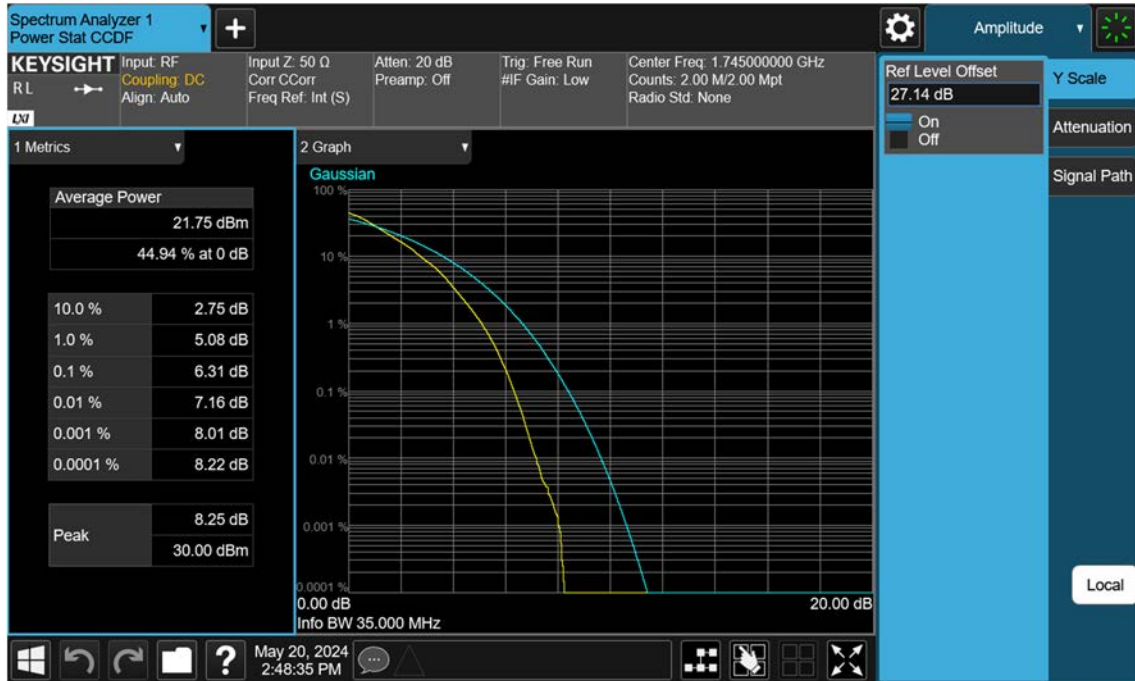 Spectrum Analyzer 1
Power Stat CCDF
+
Amplitude
KEYSIGHT
R L
LXI
Input: RF
Coupling: DC
Align: Auto
Input Z: 50 Ω
Corr CCorr
Freq Ref: Int (S)
Atten: 20 dB
Preamp: Off
Trig: Free Run
#IF Gain: Low
Center Freq: 1.745000000 GHz
Counts: 2.00 M/2.00 Mpt
Radio Std: None
Ref Level Offset
27.14 dB
On
Off
Y Scale
Attenuation
Signal Path
1 Metrics
Average Power
21.75 dBm
44.94 % at 0 dB
10.0 % 2.75 dB
1.0 % 5.08 dB
0.1 % 6.31 dB
0.01 % 7.16 dB
0.001 % 8.01 dB
0.0001 % 8.22 dB
Peak
8.25 dB
30.00 dBm
2 Graph
Gaussian
100 %
10 %
1 %
0.1 %
0.01 %
0.001 %
0.0001 %
0.00 dB 20.00 dB
Info BW 35.000 MHz
Local
?
May 20, 2024
2:48:35 PM